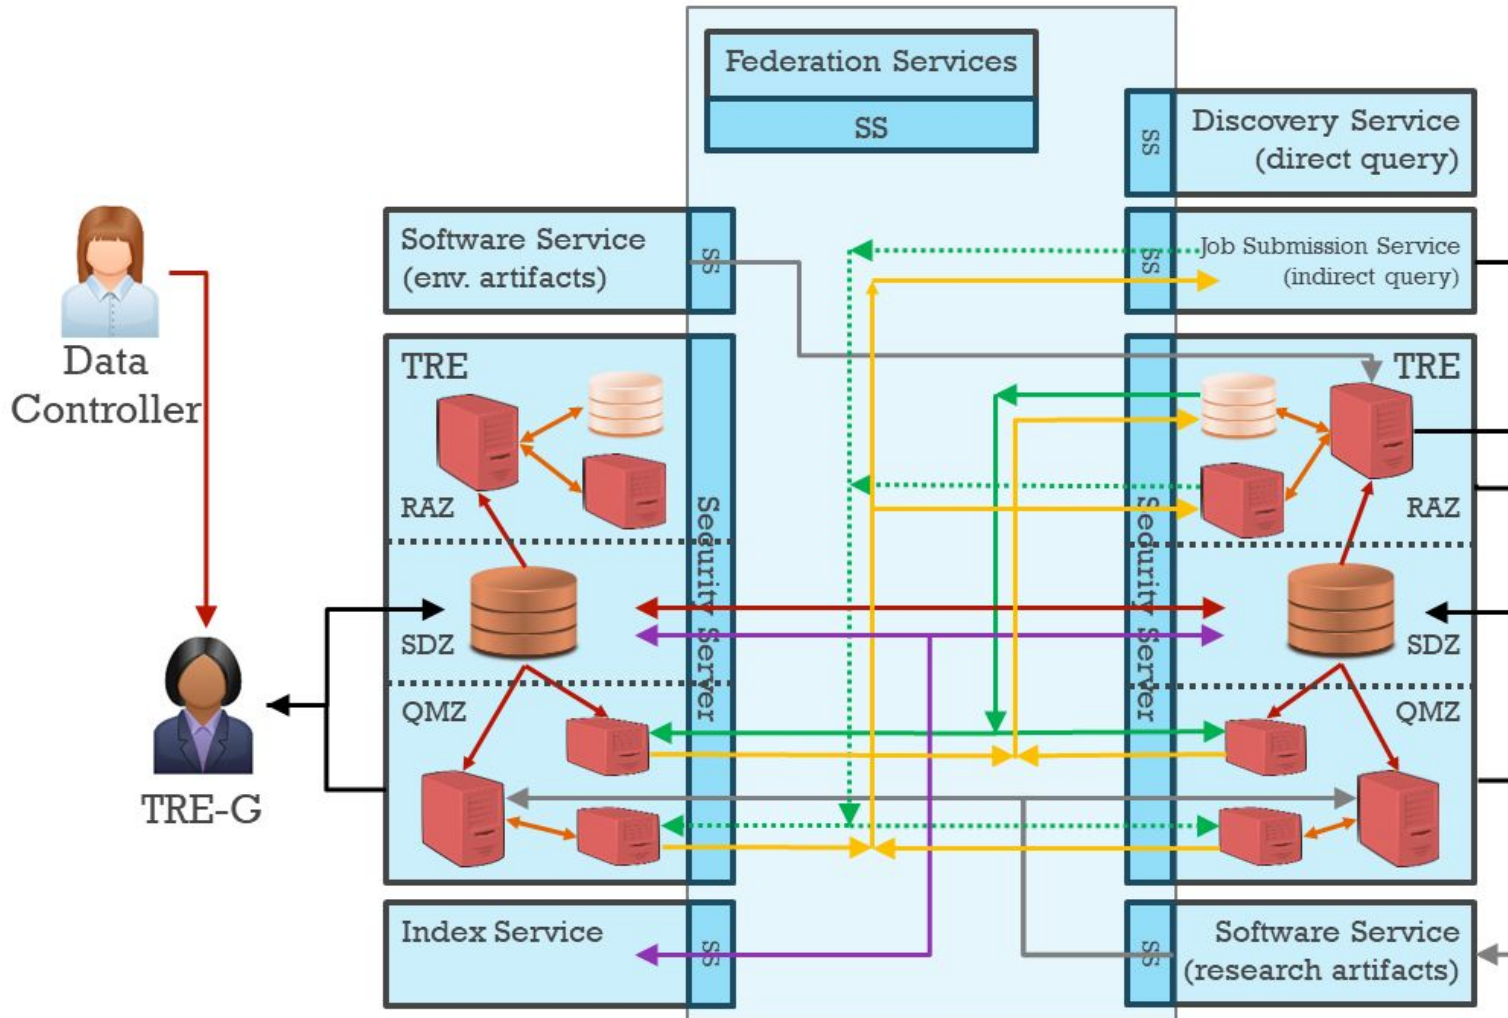 Federation Services
SS
SS
Discovery Service
(direct query)
Software Service
(env. artifacts)
SS
SS
Job Submission Service
(indirect query)
Data
Controller
TRE
RAZ
SDZ
QMZ
Security Server
Security Server
TRE
RAZ
SDZ
QMZ
TRE-G
Index Service
SS
SS
Software Service
(research artifacts)